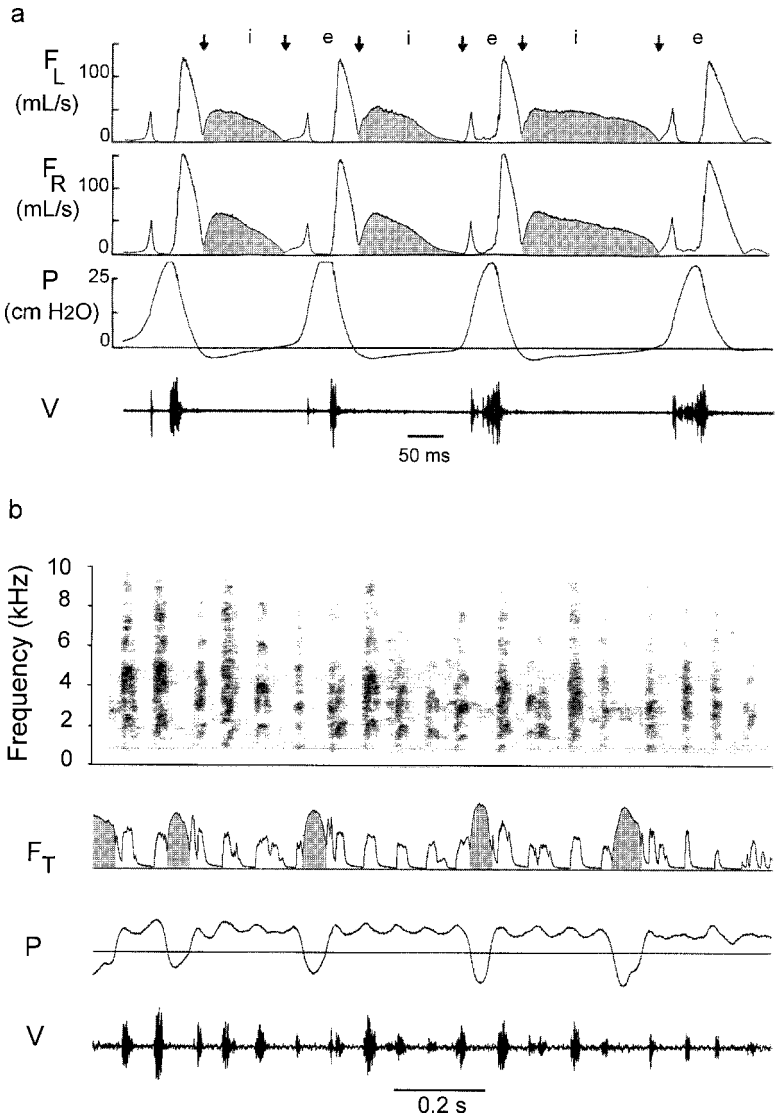 a
i e i e i e
F L
(mL/s)
100
0
F R
(mL/s)
100
0
P
(cm H2O)
25
0
V
50 ms
b
Frequency (kHz)
10
8
6
4
2
0
F T
P
V
0.2 s